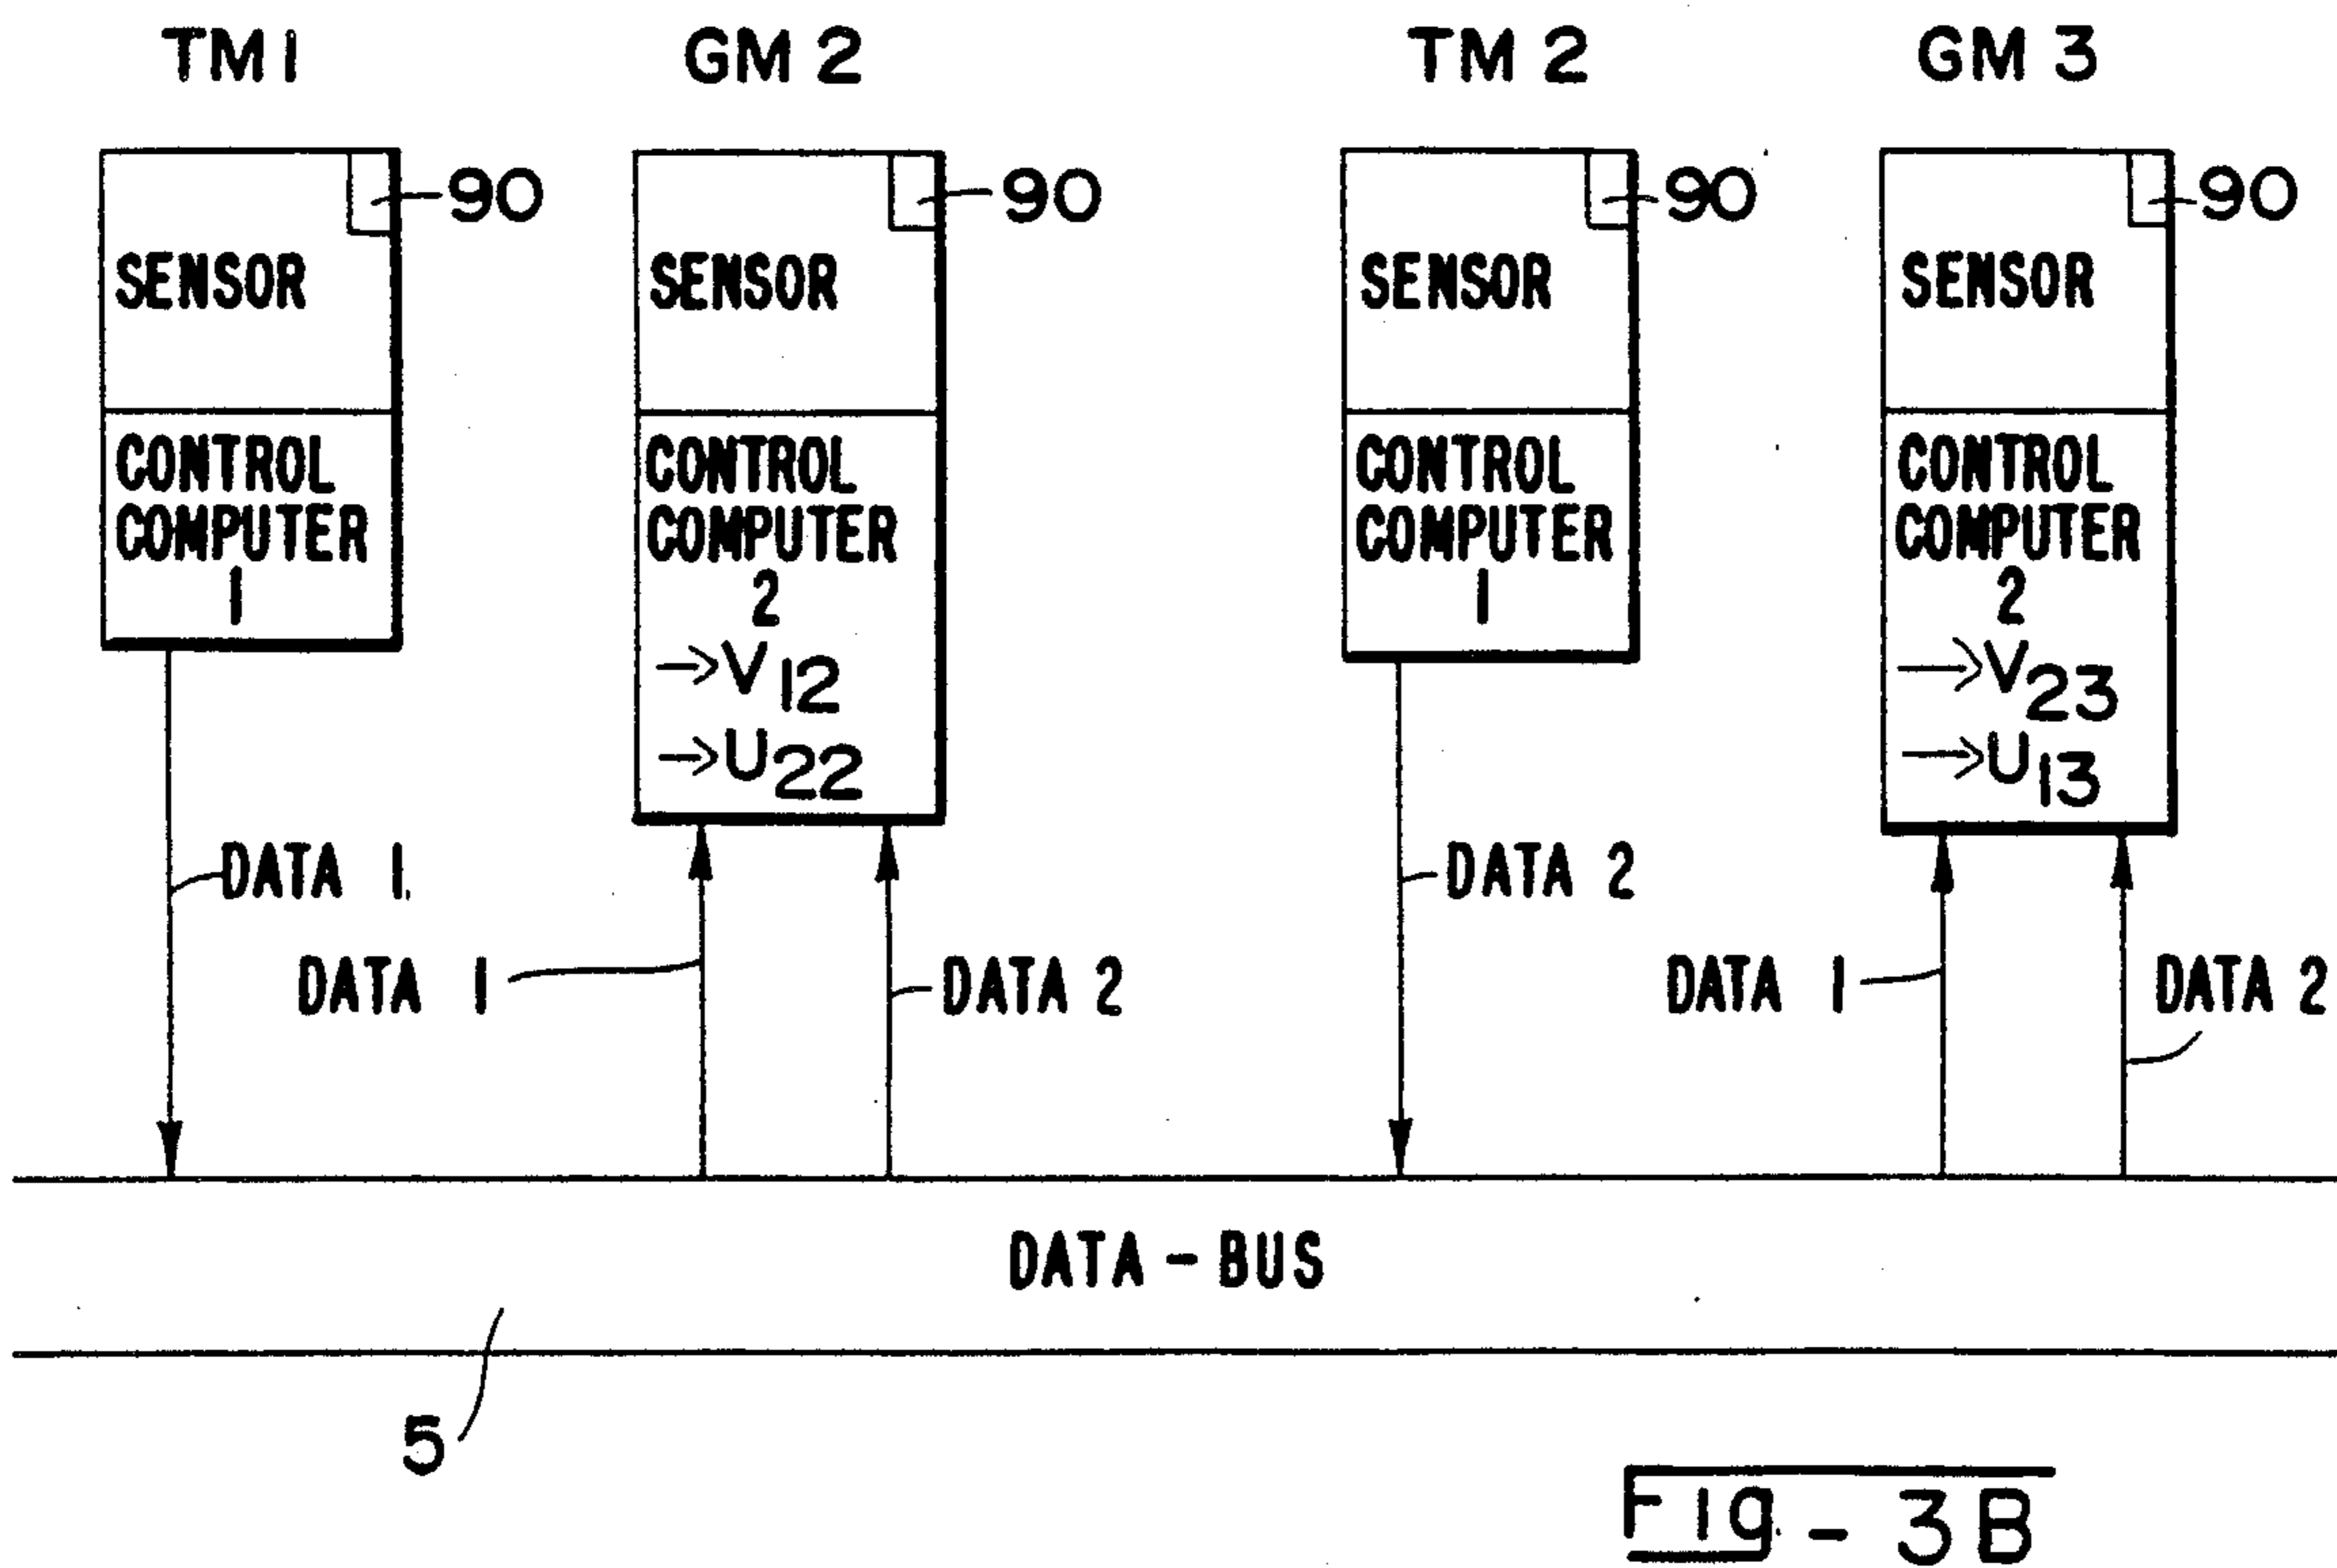 TM1 GM 2 TM 2 GM 3
90 90 90 90
SENSOR SENSOR SENSOR SENSOR
CONTROL COMPUTER 1
CONTROL COMPUTER 2
→V12
→U22
CONTROL COMPUTER 1
CONTROL COMPUTER 2
→V23
→U13
DATA 1 DATA 2
DATA 1 DATA 2 DATA 1 DATA 2
DATA - BUS
5
Fig. - 3B